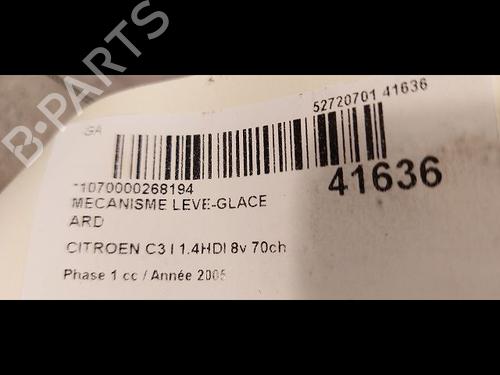 52720701 41636
GA
*1070000268194
41636
MECANISME LEVE-GLACE
ARD
CITROEN C3 I 1.4HDI 8v 70ch
Phase 1 cc / Année 2005
B-PARTS